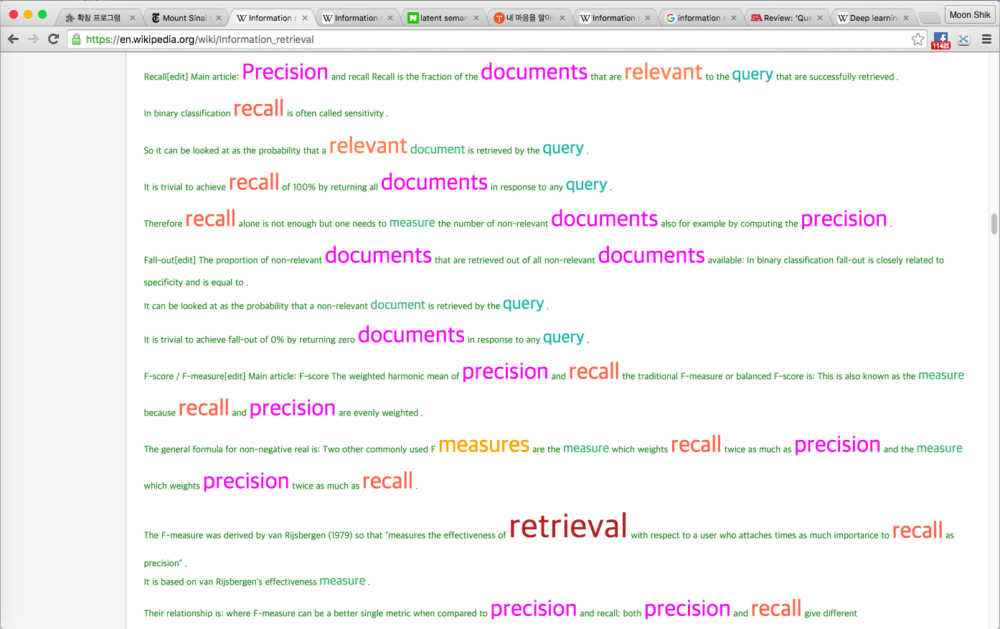 확장 프로그램
Mount Sinai S
Information r
Information r
latent seman
내 마음을 알아
Information r
information r
Review: ‘Que
Deep learning
Moon Shik
https://en.wikipedia.org/wiki/Information_retrieval
Recall[edit] Main article: Precision and recall Recall is the fraction of the documents that are relevant to the query that are successfully retrieved .
In binary classification recall is often called sensitivity .
So it can be looked at as the probability that a relevant document is retrieved by the query .
It is trivial to achieve recall of 100% by returning all documents in response to any query .
Therefore recall alone is not enough but one needs to measure the number of non-relevant documents also for example by computing the precision .
Fall-out[edit] The proportion of non-relevant documents that are retrieved out of all non-relevant documents available: In binary classification fall-out is closely related to
specificity and is equal to .
It can be looked at as the probability that a non-relevant document is retrieved by the query .
It is trivial to achieve fall-out of 0% by returning zero documents in response to any query .
F-score / F-measure[edit] Main article: F-score The weighted harmonic mean of precision and recall the traditional F-measure or balanced F-score is: This is also known as the measure
because recall and precision are evenly weighted .
The general formula for non-negative real is: Two other commonly used F measures are the measure which weights recall twice as much as precision and the measure
which weights precision twice as much as recall .
The F-measure was derived by van Rijsbergen (1979) so that "measures the effectiveness of retrieval with respect to a user who attaches times as much importance to recall as
precision" .
It is based on van Rijsbergen's effectiveness measure .
Their relationship is: where F-measure can be a better single metric when compared to precision and recall; both precision and recall give different